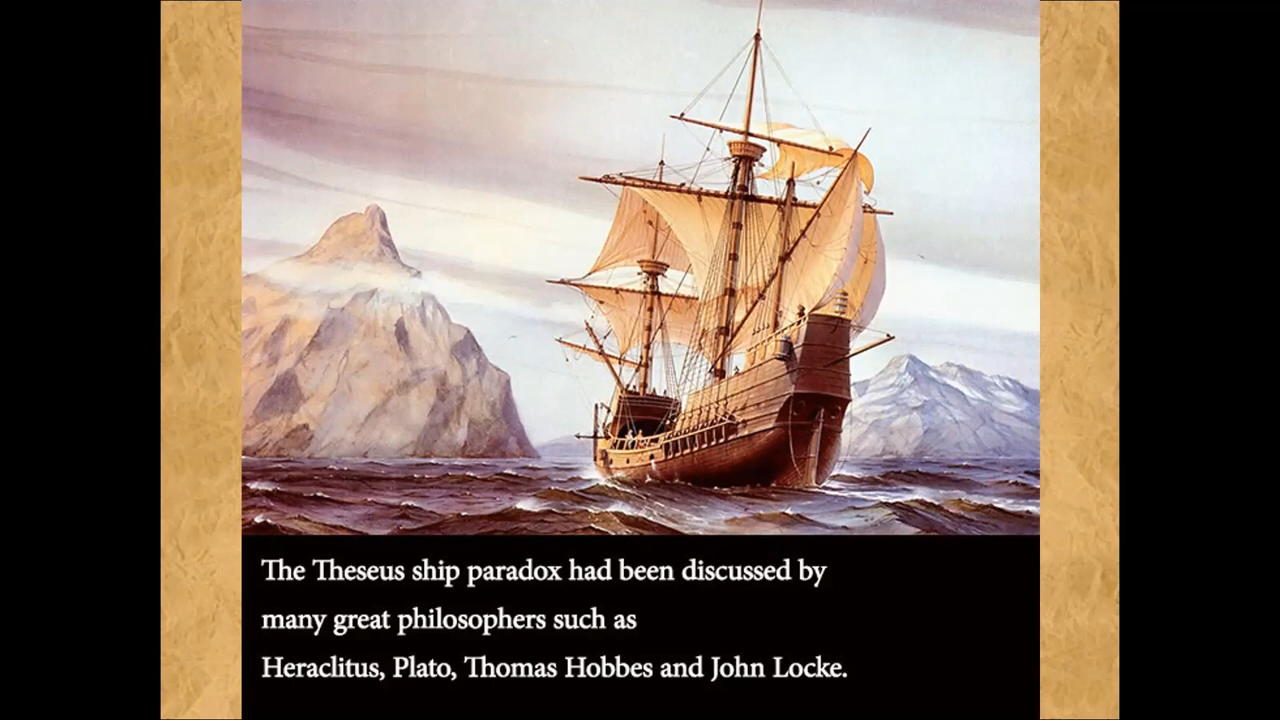 The Theseus ship paradox had been discussed by
many great philosophers such as
Heraclitus, Plato, Thomas Hobbes and John Locke.